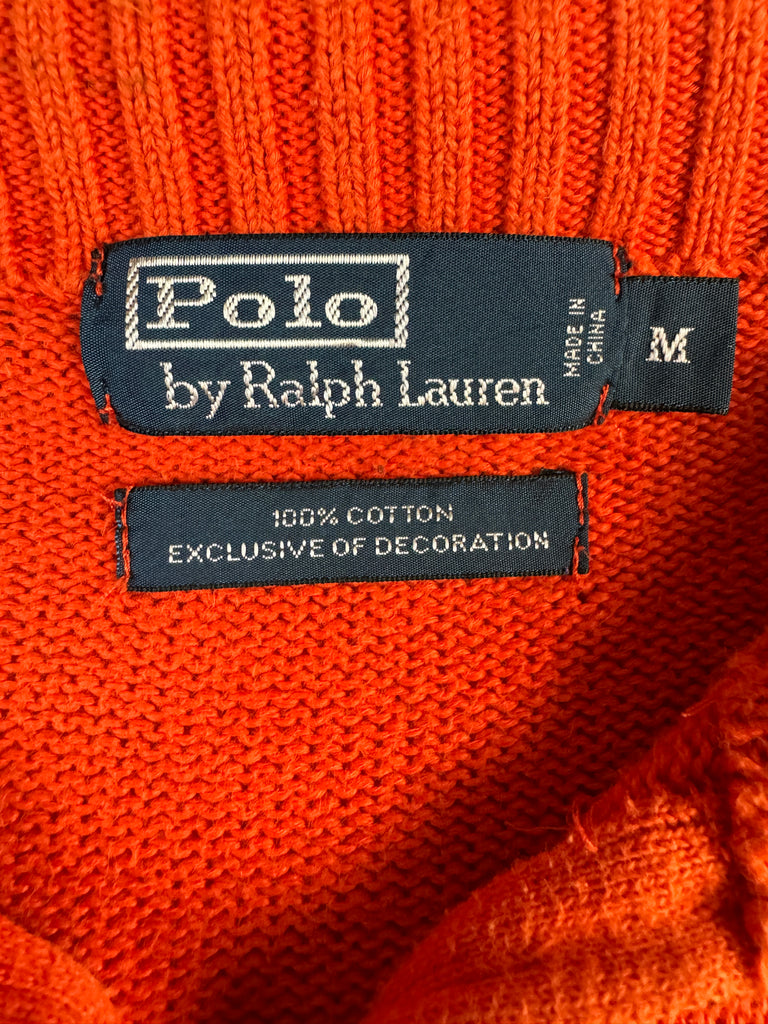 Polo
by Ralph Lauren
MADE IN
CHINA
M
100% COTTON
EXCLUSIVE OF DECORATION